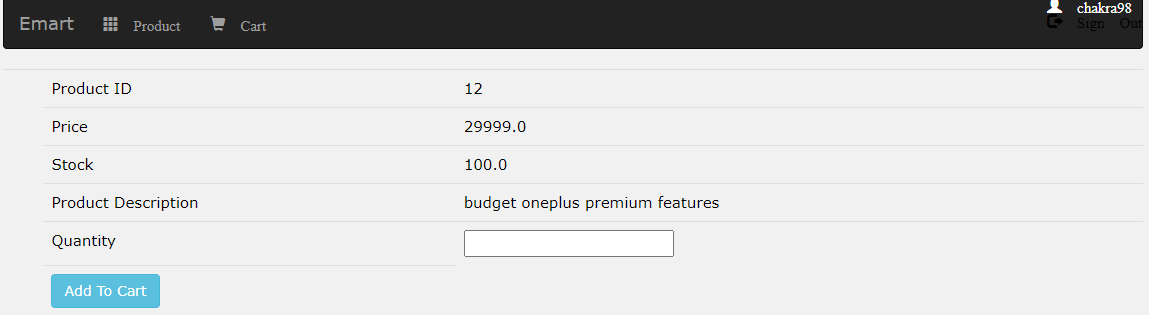 Emart Product Cart chakra98
Sign Out
Product ID 12
Price 29999.0
Stock 100.0
Product Description budget oneplus premium features
Quantity
Add To Cart